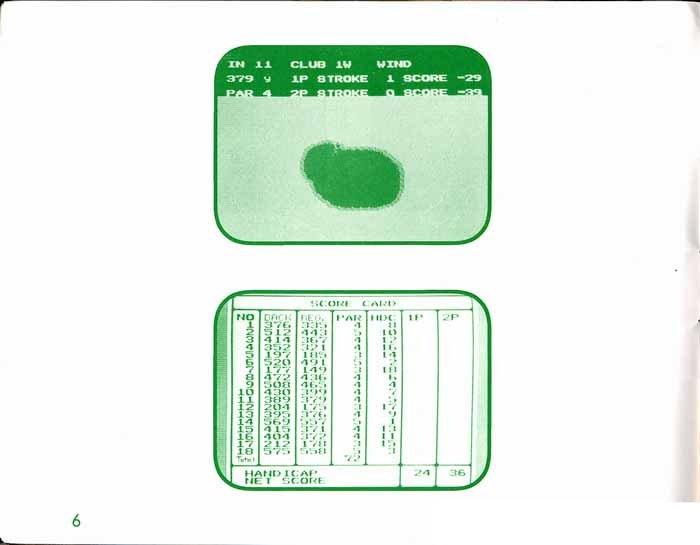 IN 11 CLUB 1W WIND
379 y 1P STROKE 1 SCORE -29
PAR 4 2P STROKE 0 SCORE -39
SCORE CARD
NO BACK REG. PAR HDC 1P 2P
1 376 335 4 8
2 512 443 5 10
3 414 367 4 12
4 352 321 4 16
5 197 185 3 14
6 520 491 5 2
7 177 149 3 18
8 472 436 4 6
9 508 465 4 4
10 430 399 4 7
11 389 379 4 5
12 204 175 3 17
13 395 376 4 9
14 569 557 5 1
15 415 371 4 13
16 404 372 4 11
17 212 178 3 15
18 575 558 5 3
Total 72
HANDICAP 24 36
NET SCORE
6